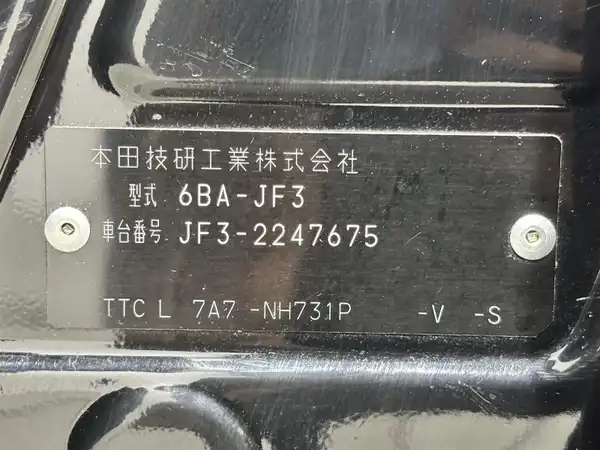 本田技研工業株式会社
型式 6BA-JF3
車台番号 JF3-2247675
TTC L 7A7 -NH731P -V -S